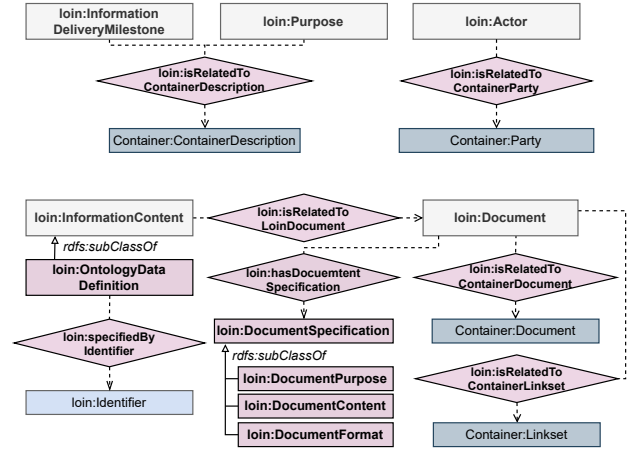 loin:Information
DeliveryMilestone
loin:Purpose
loin:Actor
loin:isRelatedTo
ContainerDescription
loin:isRelatedTo
ContainerParty
Container:ContainerDescription
Container:Party
loin:InformationContent
loin:isRelatedTo
LoinDocument
loin:Document
rdfs:subClassOf
loin:OntologyData
Definition
loin:hasDocuemtent
Specification
loin:isRelatedTo
ContainerDocument
loin:specifiedBy
Identifier
loin:DocumentSpecification
Container:Document
rdfs:subClassOf
loin:DocumentPurpose
loin:isRelatedTo
ContainerLinkset
loin:Identifier
loin:DocumentContent
loin:DocumentFormat
Container:Linkset